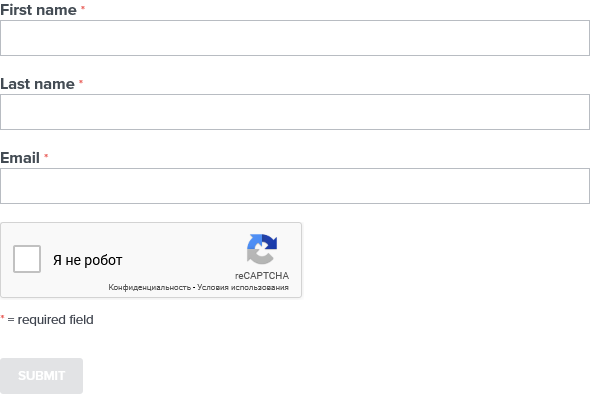 First name *
Last name *
Email *
Я не робот
reCAPTCHA
Конфиденциальность - Условия использования
* = required field
SUBMIT